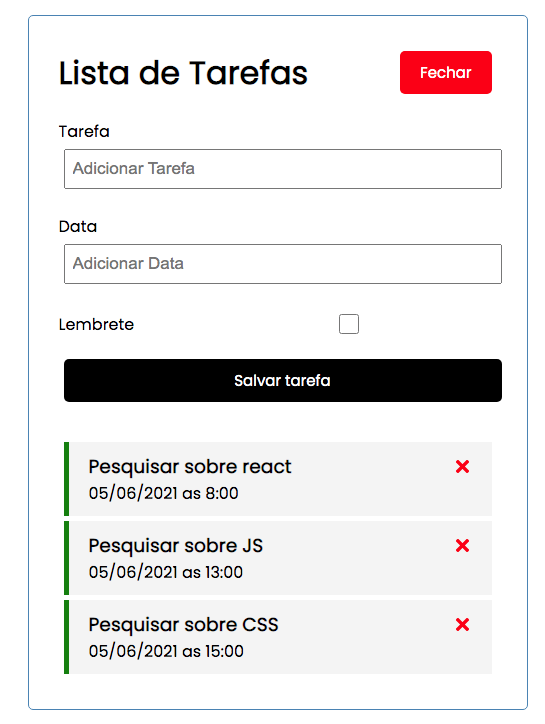 Lista de Tarefas
Fechar
Tarefa
Adicionar Tarefa
Data
Adicionar Data
Lembrete
Salvar tarefa
Pesquisar sobre react
05/06/2021 as 8:00
Pesquisar sobre JS
05/06/2021 as 13:00
Pesquisar sobre CSS
05/06/2021 as 15:00